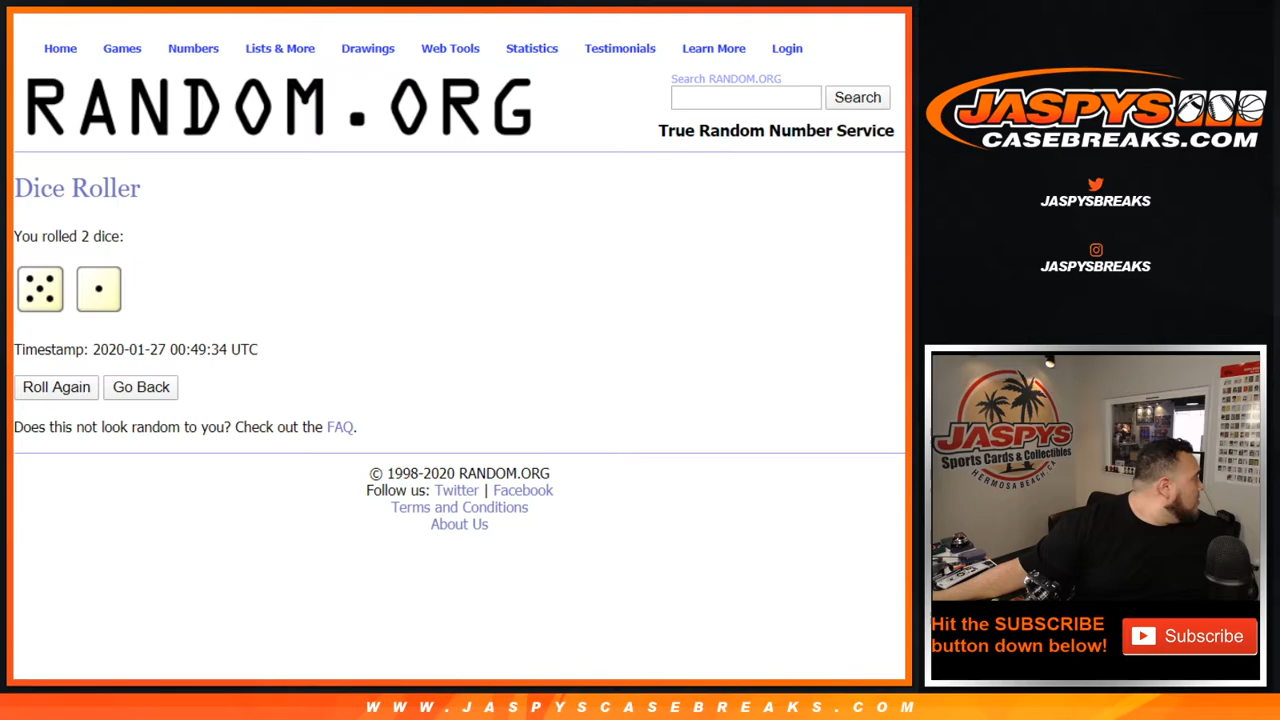 Home Games Numbers Lists & More Drawings Web Tools Statistics Testimonials Learn More Login
RANDOM.ORG
Search RANDOM.ORG
Search
True Random Number Service
Dice Roller
You rolled 2 dice:
Timestamp: 2020-01-27 00:49:34 UTC
Roll Again Go Back
Does this not look random to you? Check out the FAQ.
© 1998-2020 RANDOM.ORG
Follow us: Twitter | Facebook
Terms and Conditions
About Us
JASPYS
CASEBREAKS.COM
JASPYSBREAKS
JASPYSBREAKS
JASPYS
Sports Cards & Collectibles
HERMOSA BEACH, CA
Hit the SUBSCRIBE
button down below!
Subscribe
WWW.JASPYSCASEBREAKS.COM